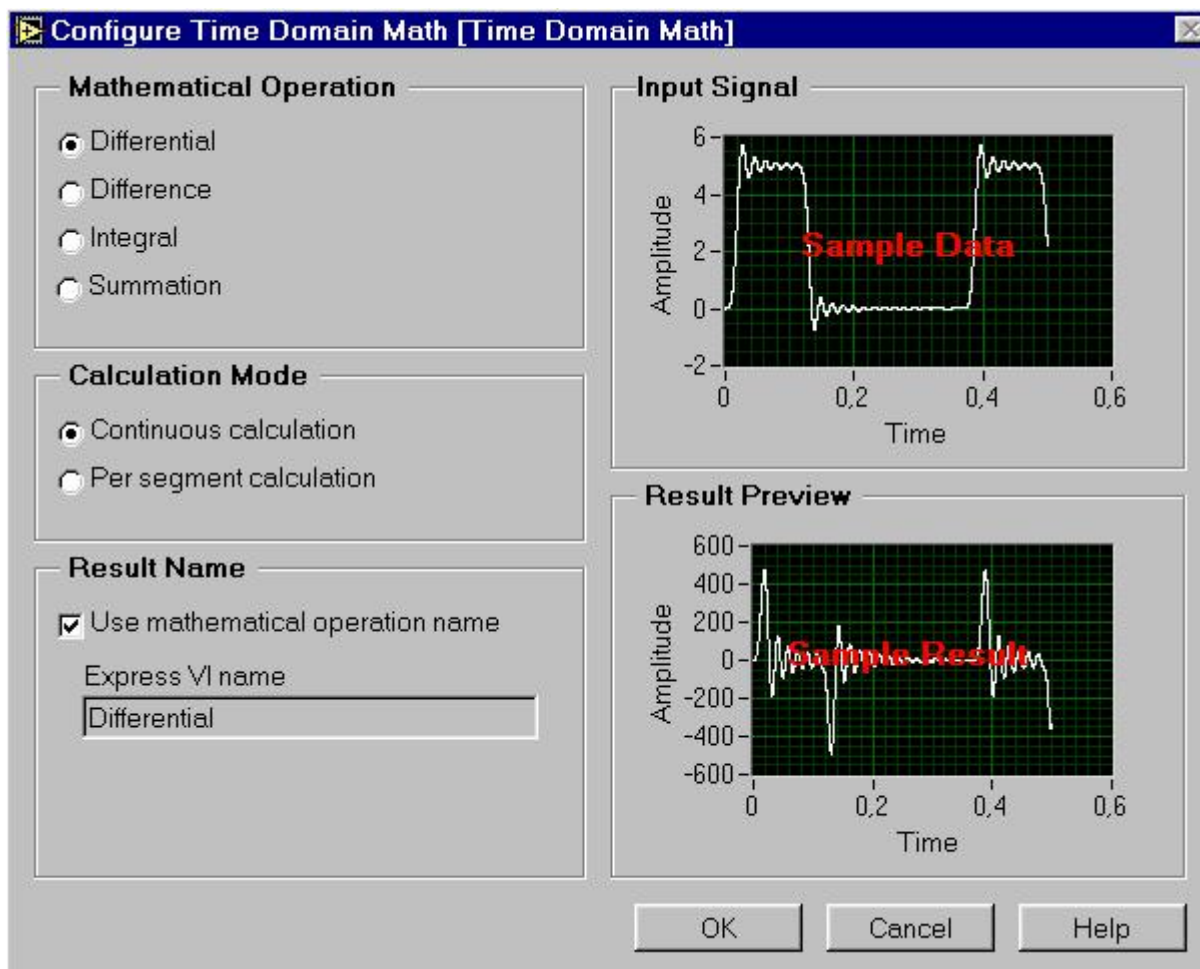 Configure Time Domain Math [Time Domain Math]
Mathematical Operation
Differential
Difference
Integral
Summation
Calculation Mode
Continuous calculation
Per segment calculation
Result Name
Use mathematical operation name
Express VI name
Differential
Input Signal
6
4
2
0
-2
Amplitude
Sample Data
0
0,2
0,4
0,6
Time
Result Preview
600
400
200
0
-200
-400
-600
Amplitude
Sample Result
0
0,2
0,4
0,6
Time
OK
Cancel
Help